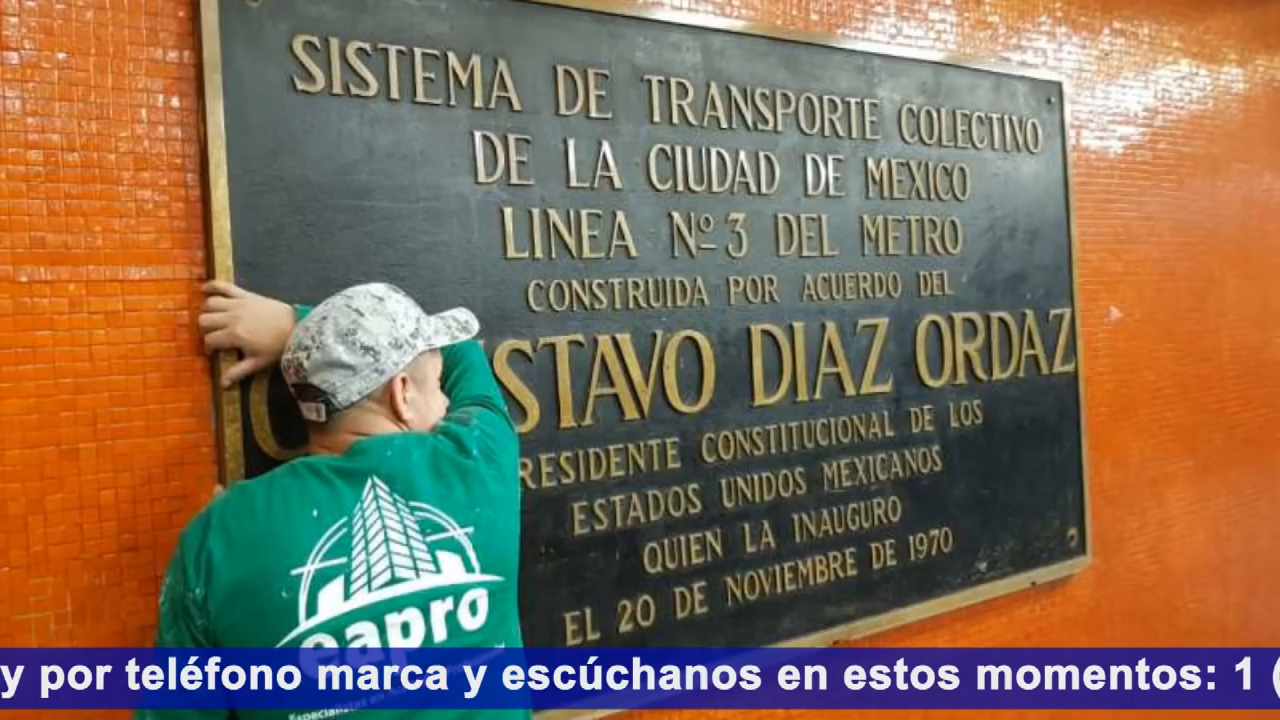 SISTEMA DE TRANSPORTE COLECTIVO
DE LA CIUDAD DE MEXICO
LINEA Nº 3 DEL METRO
CONSTRUIDA POR ACUERDO DEL
STAVO DIAZ ORDAZ
RESIDENTE CONSTITUCIONAL DE LOS
ESTADOS UNIDOS MEXICANOS
QUIEN LA INAUGURO
EL 20 DE NOVIEMBRE DE 1970
eapro
y por teléfono marca y escúchanos en estos momentos: 1 (